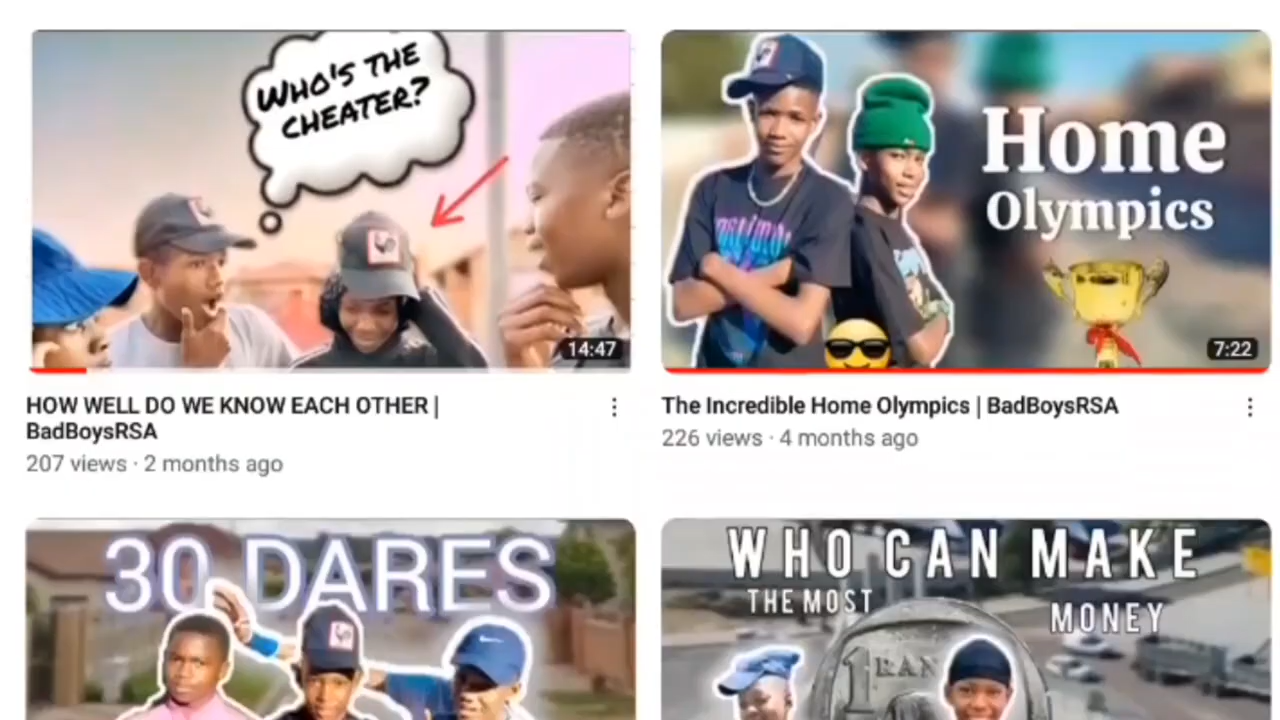 WHO'S THE
CHEATER?
14:47
HOW WELL DO WE KNOW EACH OTHER |
BadBoysRSA
207 views · 2 months ago
Home
Olympics
7:22
The Incredible Home Olympics | BadBoysRSA
226 views · 4 months ago
30 DARES
WHO CAN MAKE
THE MOST
MONEY
1 RAN